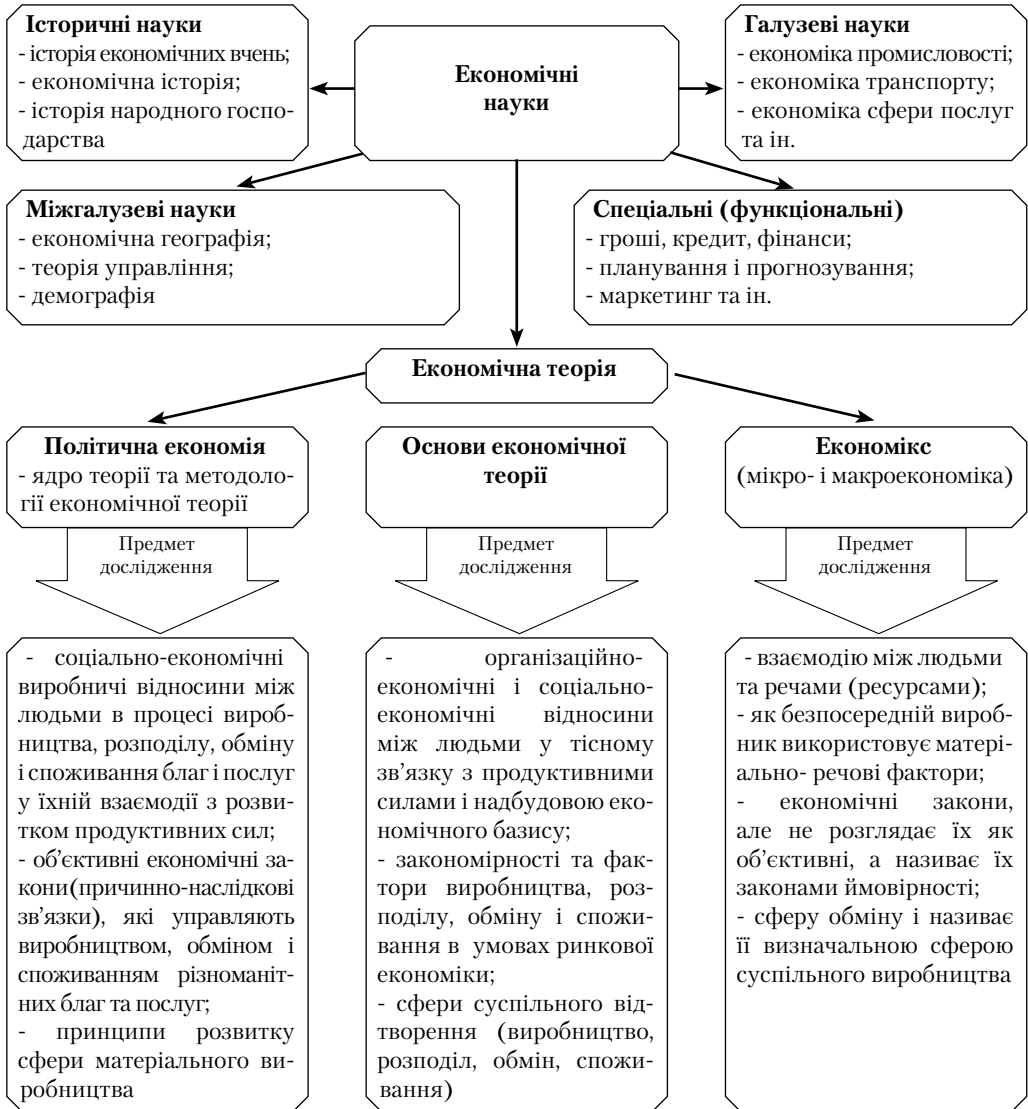 Історичні науки
- історія економічних вчень;
- економічна історія;
- історія народного госпо-
дарства
Економічні
науки
Галузеві науки
- економіка промисловості;
- економіка транспорту;
- економіка сфери послуг
та ін.
Міжгалузеві науки
- економічна географія;
- теорія управління;
- демографія
Спеціальні (функціональні)
- гроші, кредит, фінанси;
- планування і прогнозування;
- маркетинг та ін.
Економічна теорія
Політична економія
- ядро теорії та методоло-
гії економічної теорії
Основи економічної
теорії
Економікс
(мікро- і макроекономіка)
Предмет
дослідження
Предмет
дослідження
Предмет
дослідження
- соціально-економічні
виробничі відносини між
людьми в процесі вироб-
ництва, розподілу, обміну
і споживання благ і послуг
у їхній взаємодії з розви-
тком продуктивних сил;
- об'єктивні економічні за-
кони(причинно-наслідкові
зв'язки), які управляють
виробництвом, обміном і
споживанням різноманіт-
них благ та послуг;
- принципи розвитку
сфери матеріального ви-
робництва
- організаційно-
економічні і соціально-
економічні відносини
між людьми у тісному
зв'язку з продуктивними
силами і надбудовою еко-
номічного базису;
- закономірності та фак-
тори виробництва, роз-
поділу, обміну і спожи-
вання в умовах ринкової
економіки;
- сфери суспільного від-
творення (виробництво,
розподіл, обмін, спожи-
вання)
- взаємодію між людьми
та речами (ресурсами);
- як безпосередній вироб-
ник використовує матері-
ально- речові фактори;
- економічні закони,
але не розглядає їх як
об'єктивні, а називає їх
законами ймовірності;
- сферу обміну і називає
її визначальною сферою
суспільного виробництва